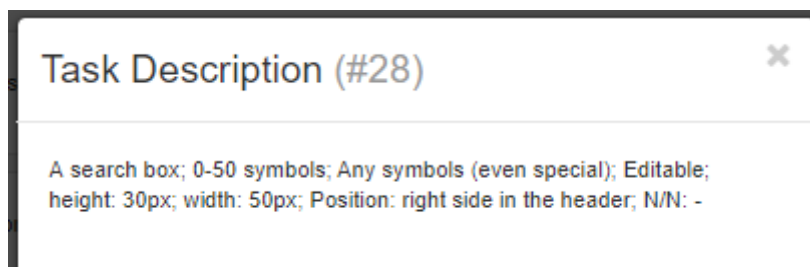 Task Description (#28)
A search box; 0-50 symbols; Any symbols (even special); Editable;
height: 30px; width: 50px; Position: right side in the header; N/N: -